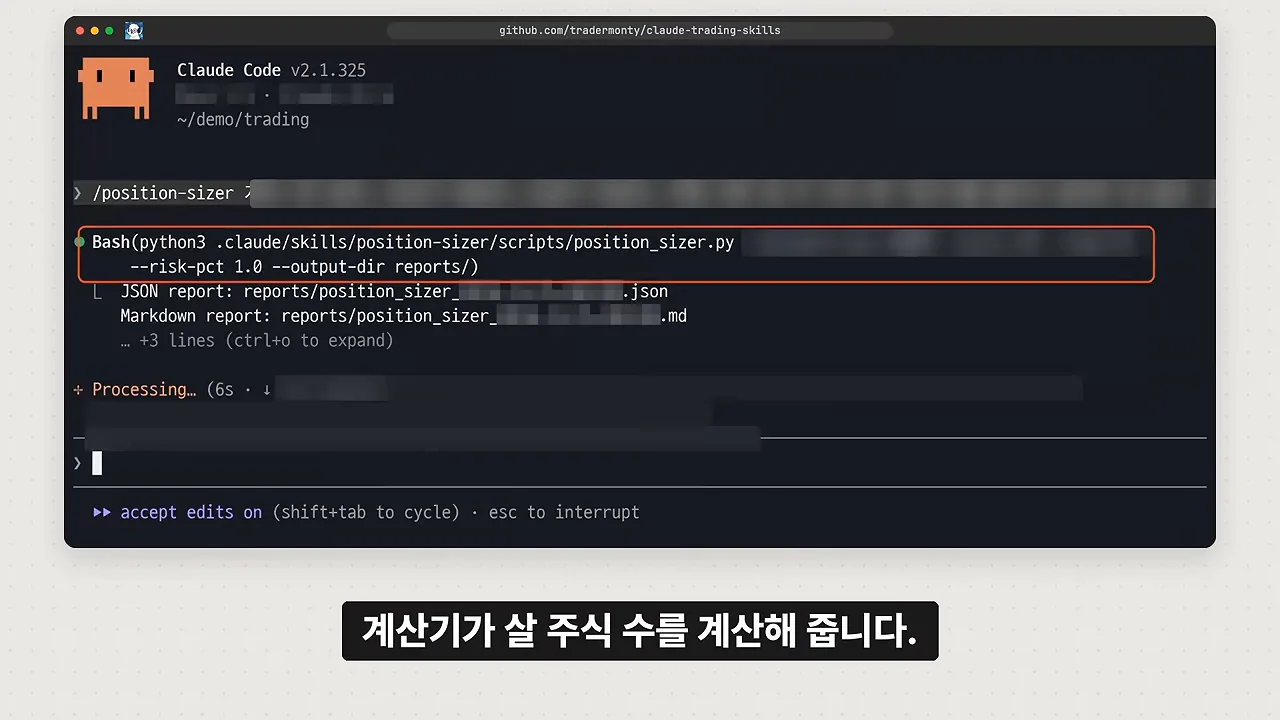 github.com/tradermonty/claude-trading-skills
Claude Code v2.1.325
·
~/demo/trading
❯ /position-sizer
Bash(python3 .claude/skills/position-sizer/scripts/position_sizer.py
--risk-pct 1.0 --output-dir reports/)
JSON report: reports/position_sizer_ .json
Markdown report: reports/position_sizer_ .md
… +3 lines (ctrl+o to expand)
Processing… (6s · ↓
❯
accept edits on (shift+tab to cycle) · esc to interrupt
계산기가 살 주식 수를 계산해 줍니다.